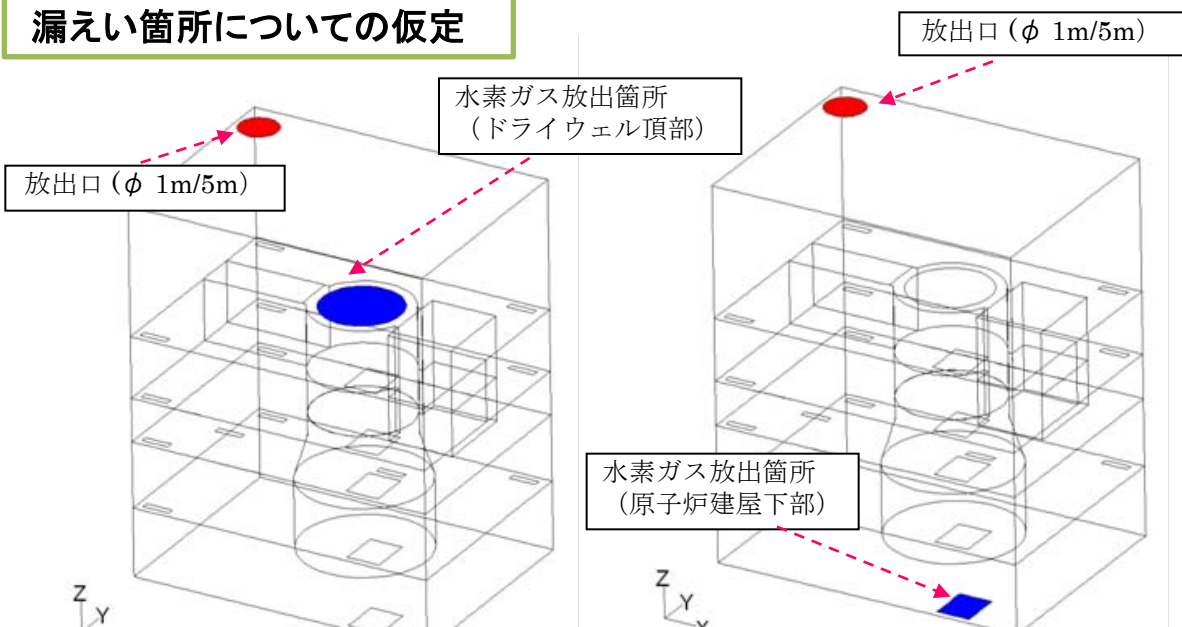 漏えい箇所についての仮定
放出口 (φ 1m/5m)
水素ガス放出箇所
（ドライウェル頂部）
放出口 (φ 1m/5m)
水素ガス放出箇所
（原子炉建屋下部）
Z
Y
Z
Y
X